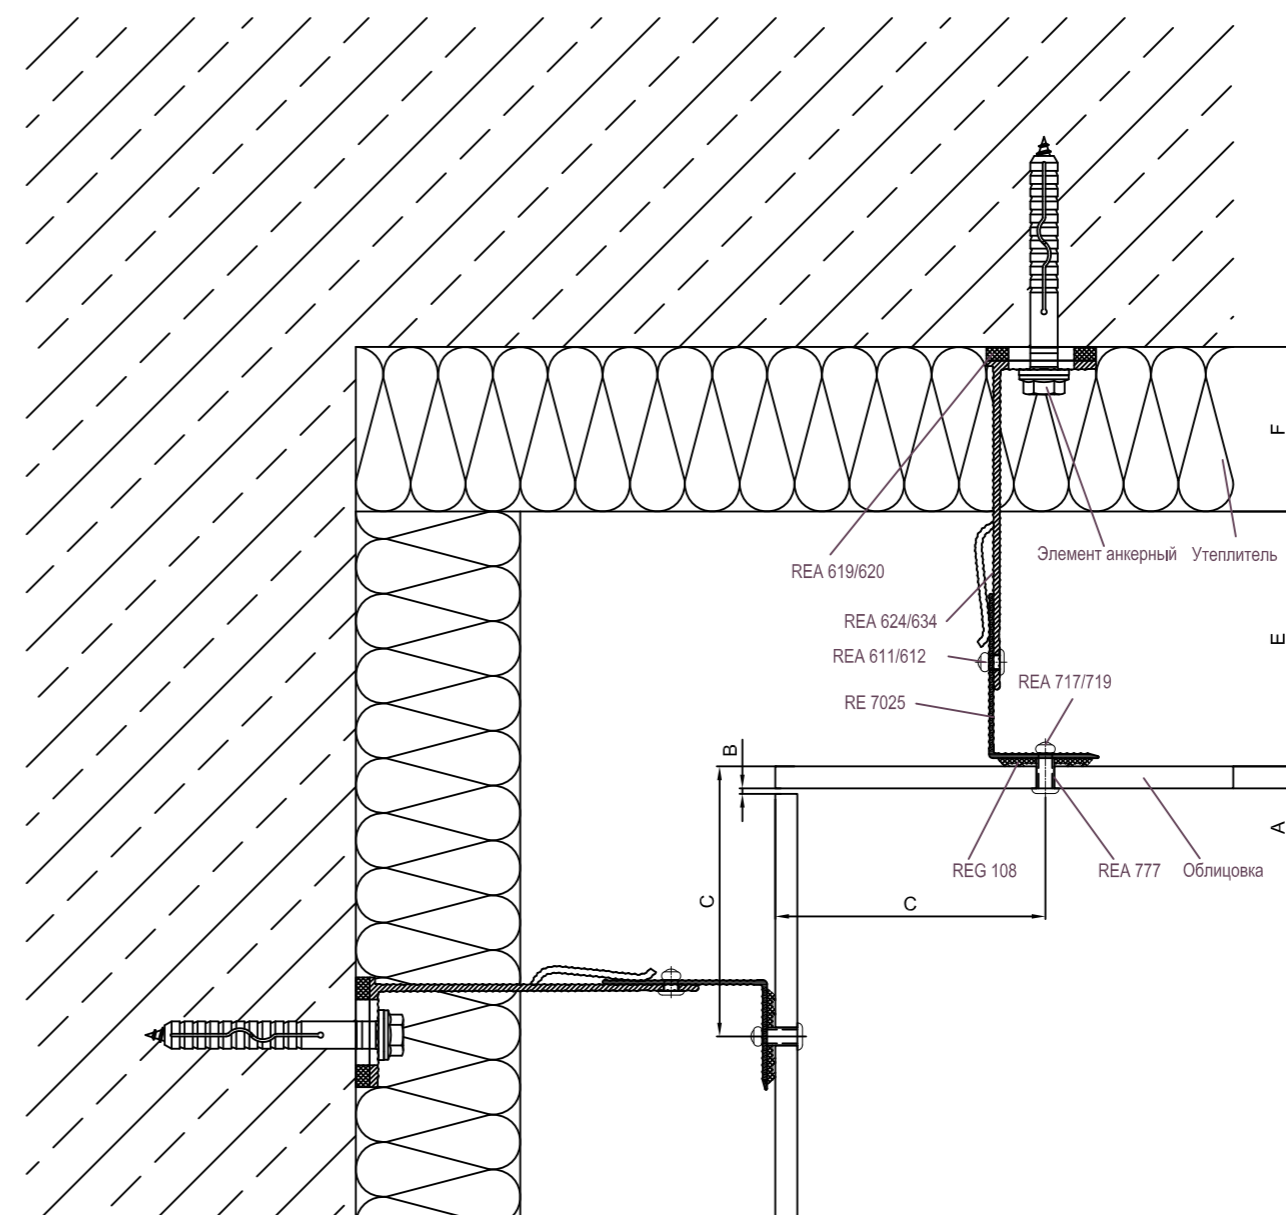 F
Элемент анкерный
Утеплитель
REA 619/620
REA 624/634
E
REA 611/612
REA 717/719
RE 7025
B
A
REG 108
REA 777
Облицовка
C
C